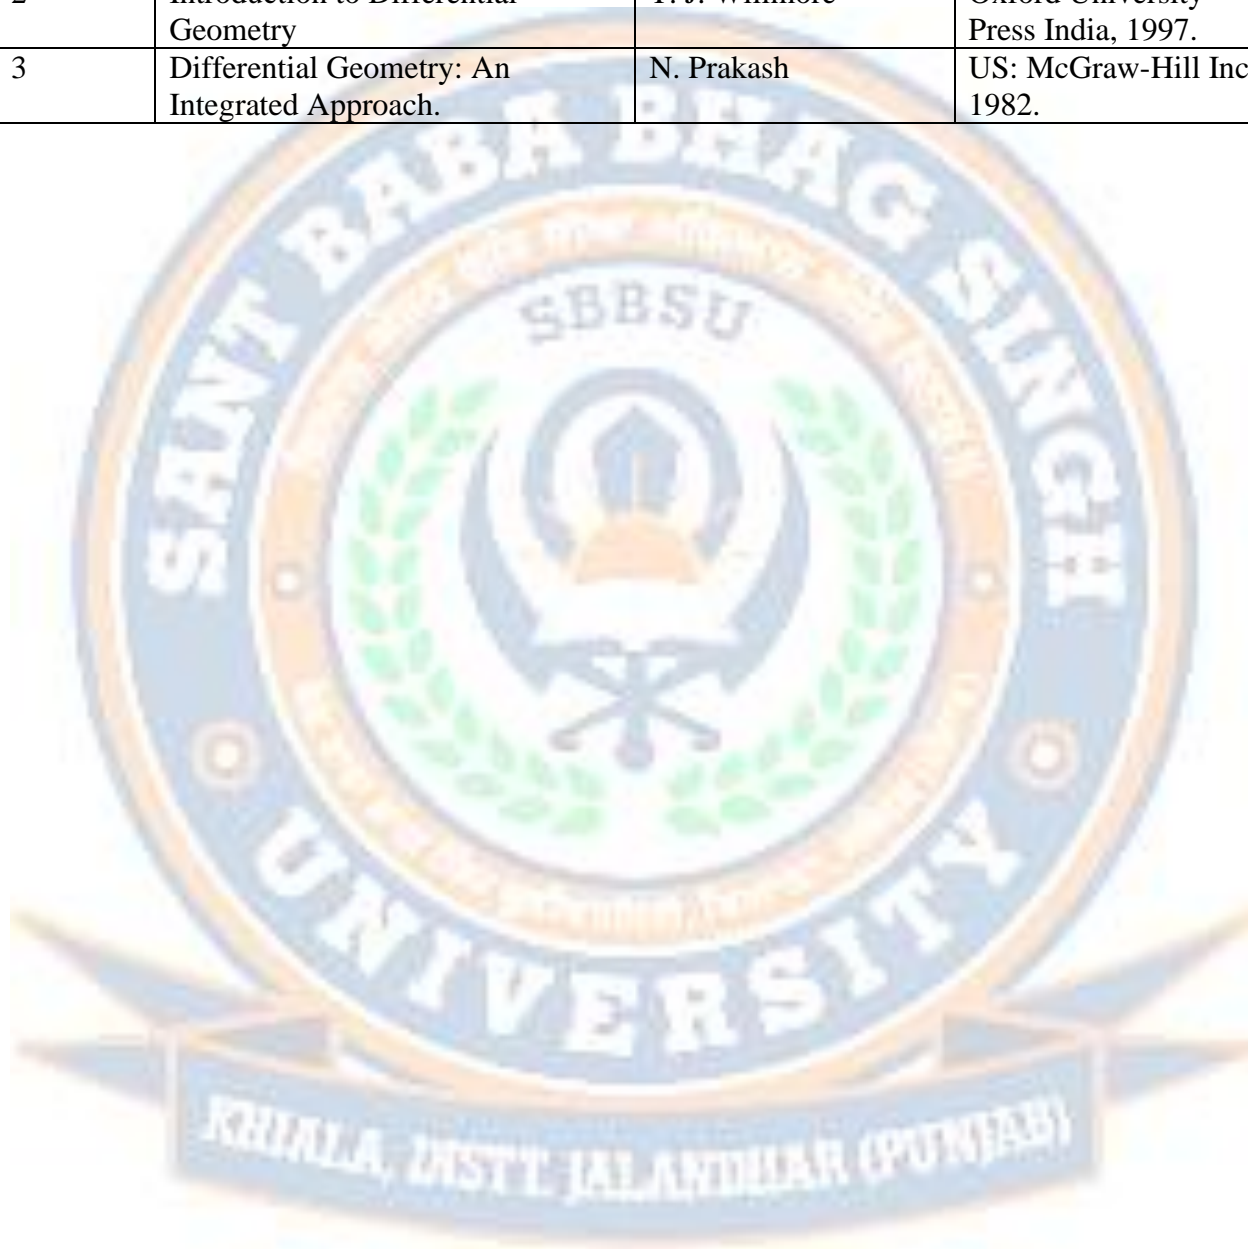 2 Introduction to Differential T. J. Willmore Oxford University
Geometry Press India, 1997.
3 Differential Geometry: An N. Prakash US: McGraw-Hill Inc
Integrated Approach. 1982.
SANT BABA BHAG SINGH
SBBSU
UNIVERSITY
KHIALA, DISTT. JALANDHAR (PUNJAB)